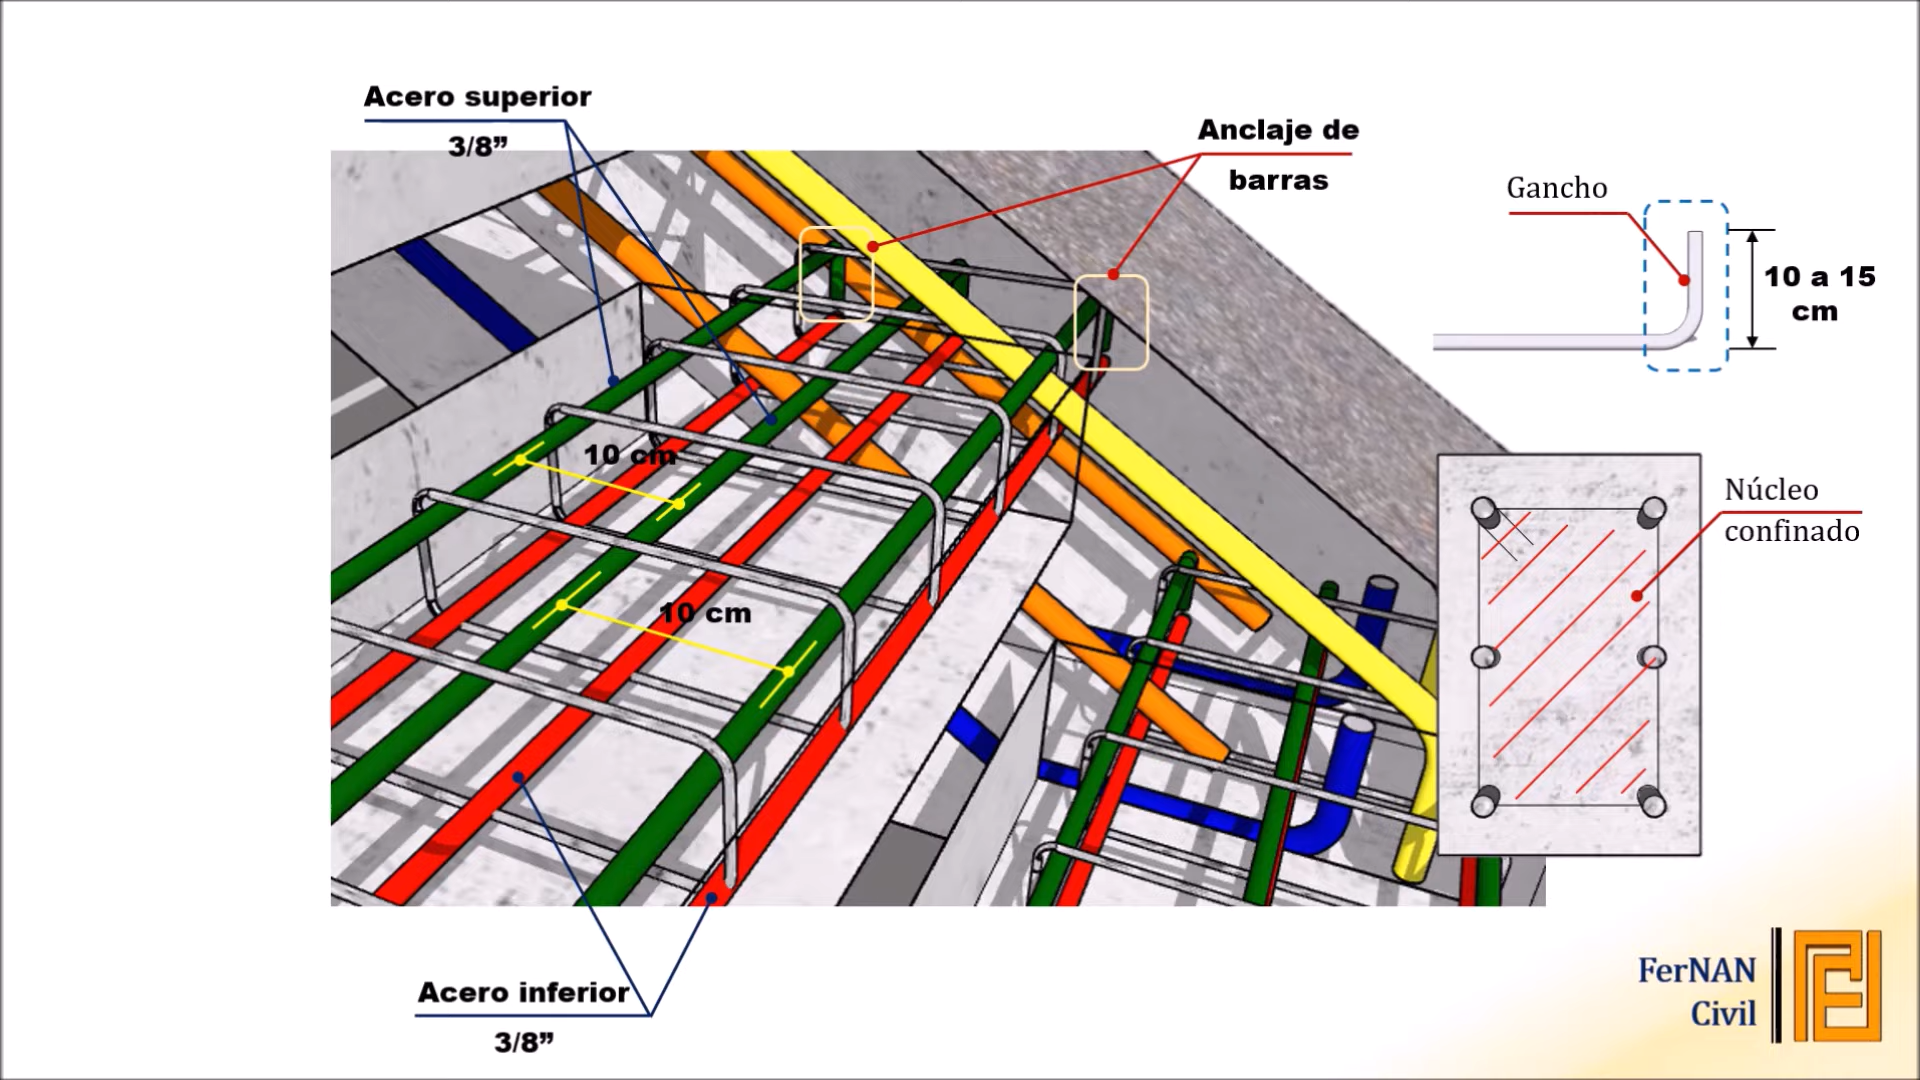 Acero superior
3/8”
Anclaje de
barras
Gancho
10 a 15
cm
10 cm
10 cm
Núcleo
confinado
Acero inferior
3/8”
FerNAN
Civil